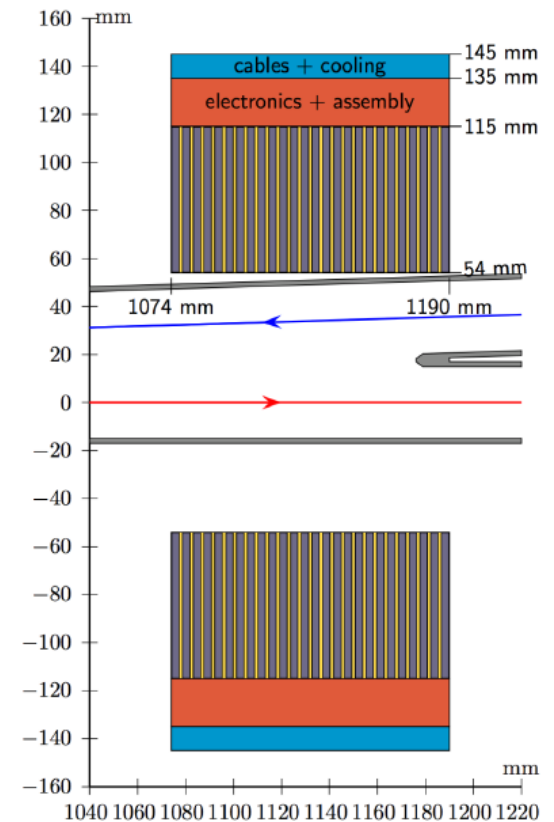 160 mm
145 mm
140 cables + cooling
135 mm
120 electronics + assembly
115 mm
100
80
60
54 mm
40
1074 mm 1190 mm
20
0
−20
−40
−60
−80
−100
−120
−140
mm
−160
1040 1060 1080 1100 1120 1140 1160 1180 1200 1220